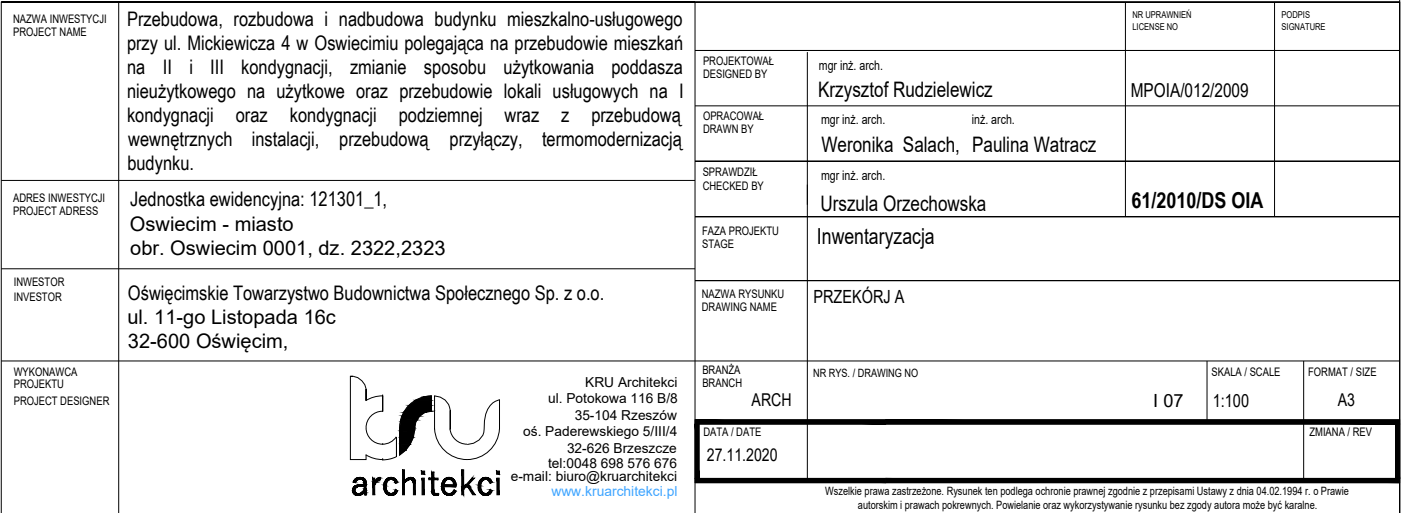 NAZWA INWESTYCJI
PROJECT NAME
Przebudowa, rozbudowa i nadbudowa budynku mieszkalno-usługowego
przy ul. Mickiewicza 4 w Oswiecimiu polegająca na przebudowie mieszkań
na II i III kondygnacji, zmianie sposobu użytkowania poddasza
nieużytkowego na użytkowe oraz przebudowie lokali usługowych na I
kondygnacji oraz kondygnacji podziemnej wraz z przebudową
wewnętrznych instalacji, przebudową przyłączy, termomodernizacją
budynku.
ADRES INWESTYCJI
PROJECT ADRESS
Jednostka ewidencyjna: 121301_1,
Oswiecim - miasto
obr. Oswiecim 0001, dz. 2322,2323
INWESTOR
INVESTOR
Oświęcimskie Towarzystwo Budownictwa Społecznego Sp. z o.o.
ul. 11-go Listopada 16c
32-600 Oświęcim,
WYKONAWCA
PROJEKTU
PROJECT DESIGNER
kru
architekci
KRU Architekci
ul. Potokowa 116 B/8
35-104 Rzeszów
oś. Paderewskiego 5/III/4
32-626 Brzeszcze
tel:0048 698 576 676
e-mail: biuro@kruarchitekci
www.kruarchitekci.pl
NR UPRAWNIEŃ
LICENSE NO
PODPIS
SIGNATURE
PROJEKTOWAŁ
DESIGNED BY
mgr inż. arch.
Krzysztof Rudzielewicz
MPOIA/012/2009
OPRACOWAŁ
DRAWN BY
mgr inż. arch. inż. arch.
Weronika Salach, Paulina Watracz
SPRAWDZIŁ
CHECKED BY
mgr inż. arch.
Urszula Orzechowska
61/2010/DS OIA
FAZA PROJEKTU
STAGE
Inwentaryzacja
NAZWA RYSUNKU
DRAWING NAME
PRZEKÓRJ A
BRANŻA
BRANCH
ARCH
NR RYS. / DRAWING NO
I 07
SKALA / SCALE
1:100
FORMAT / SIZE
A3
DATA / DATE
27.11.2020
ZMIANA / REV
Wszelkie prawa zastrzeżone. Rysunek ten podlega ochronie prawnej zgodnie z przepisami Ustawy z dnia 04.02.1994 r. o Prawie
autorskim i prawach pokrewnych. Powielanie oraz wykorzystywanie rysunku bez zgody autora może być karalne.